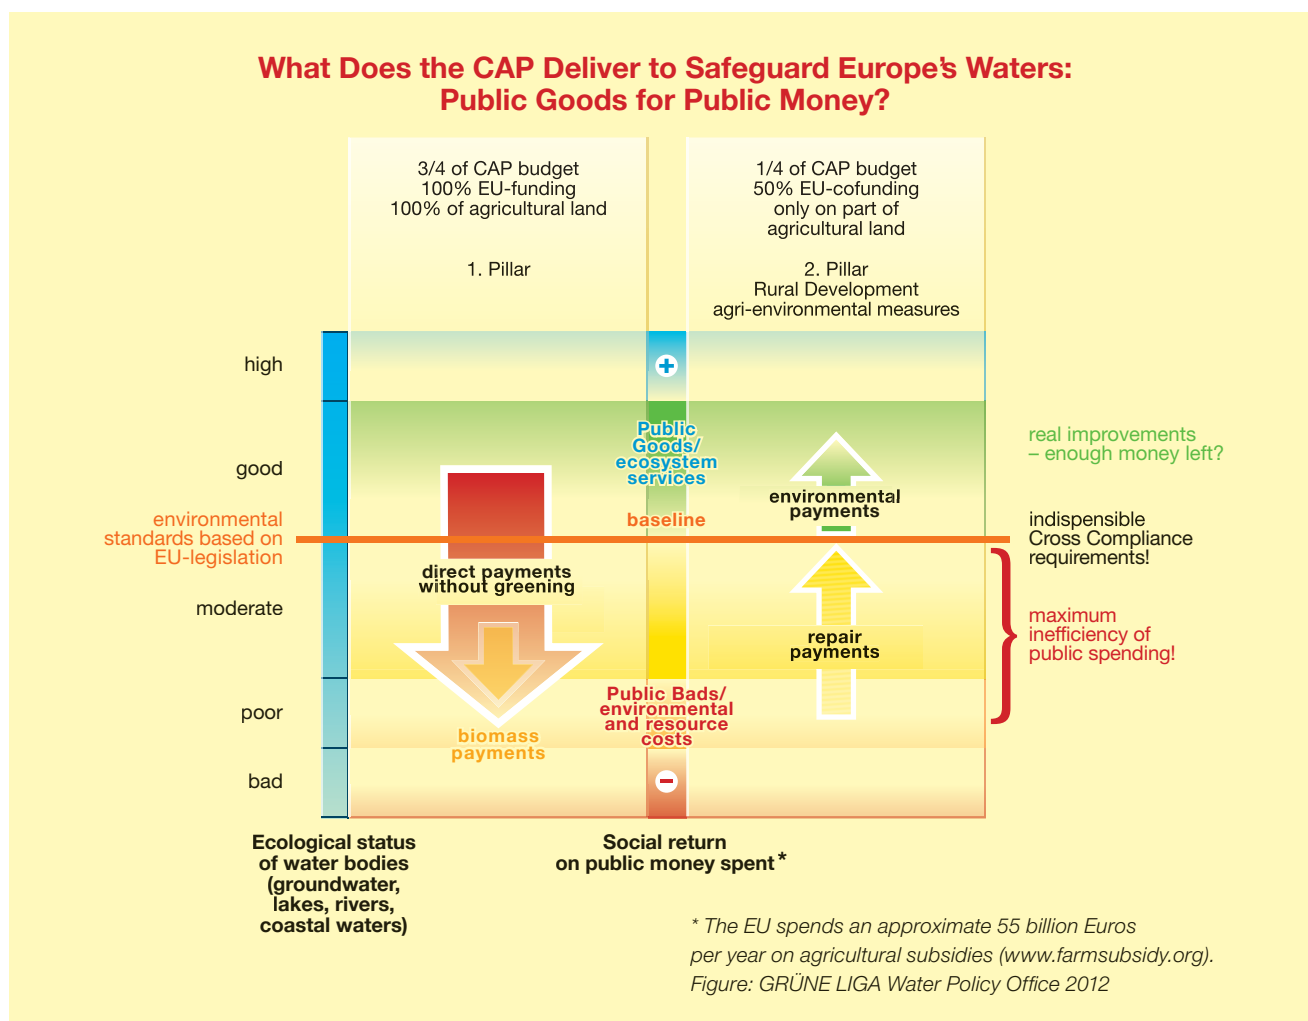 What Does the CAP Deliver to Safeguard Europe's Waters:
Public Goods for Public Money?
3/4 of CAP budget
100% EU-funding
100% of agricultural land
1. Pillar
1/4 of CAP budget
50% EU-cofunding
only on part of
agricultural land
2. Pillar
Rural Development
agri-environmental measures
high
good
environmental
standards based on
EU-legislation
moderate
poor
bad
direct payments
without greening
biomass
payments
+
Public
Goods/
ecosystem
services
baseline
Public Bads/
environmental
and resource
costs
–
environmental
payments
repair
payments
real improvements
– enough money left?
indispensible
Cross Compliance
requirements!
maximum
inefficiency of
public spending!
Ecological status
of water bodies
(groundwater,
lakes, rivers,
coastal waters)
Social return
on public money spent*
* The EU spends an approximate 55 billion Euros
per year on agricultural subsidies (www.farmsubsidy.org).
Figure: GRÜNE LIGA Water Policy Office 2012